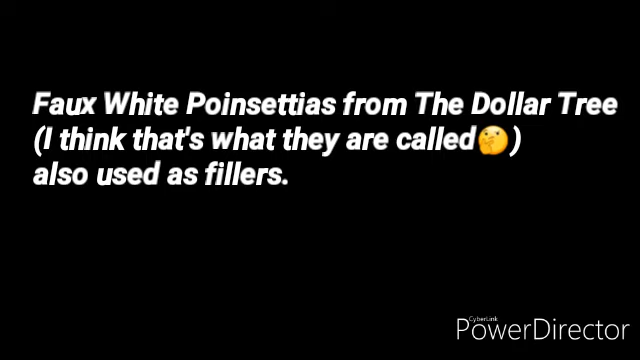 Faux White Poinsettias from The Dollar Tree
(I think that's what they are called🤔)
also used as fillers.
CyberLink
PowerDirector